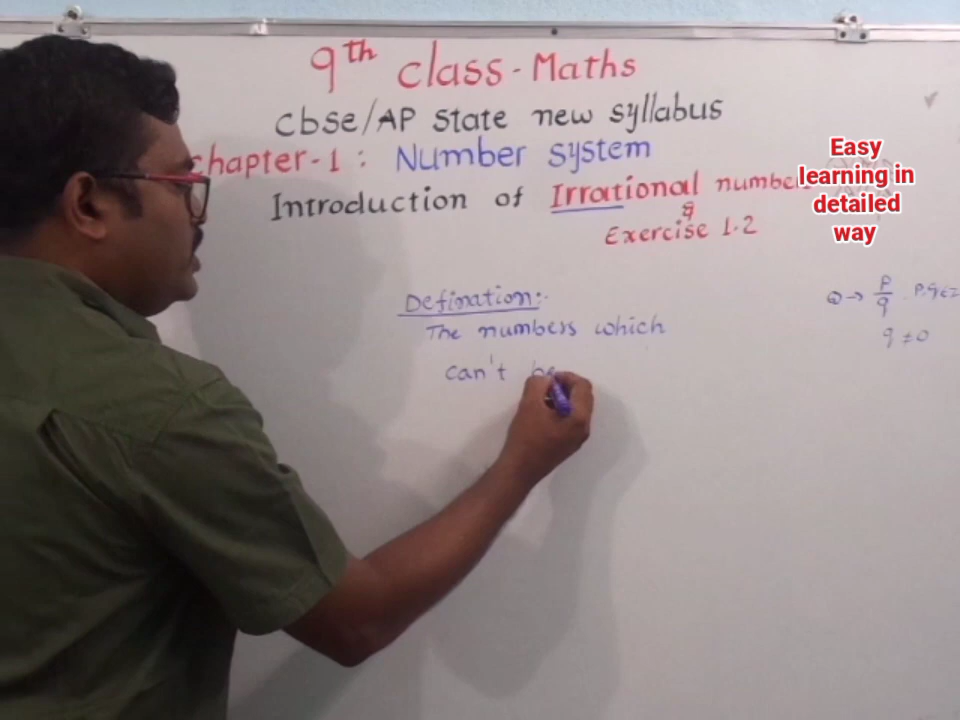 9th class - Maths
cbse/AP state new syllabus
chapter-1 : Number system
Introduction of Irrational number
&
Exercise 1.2
Easy
learning in
detailed
way
Defination:-
The numbers which
can't be
Q → P/q , P,q ∈ Z
q ≠ 0